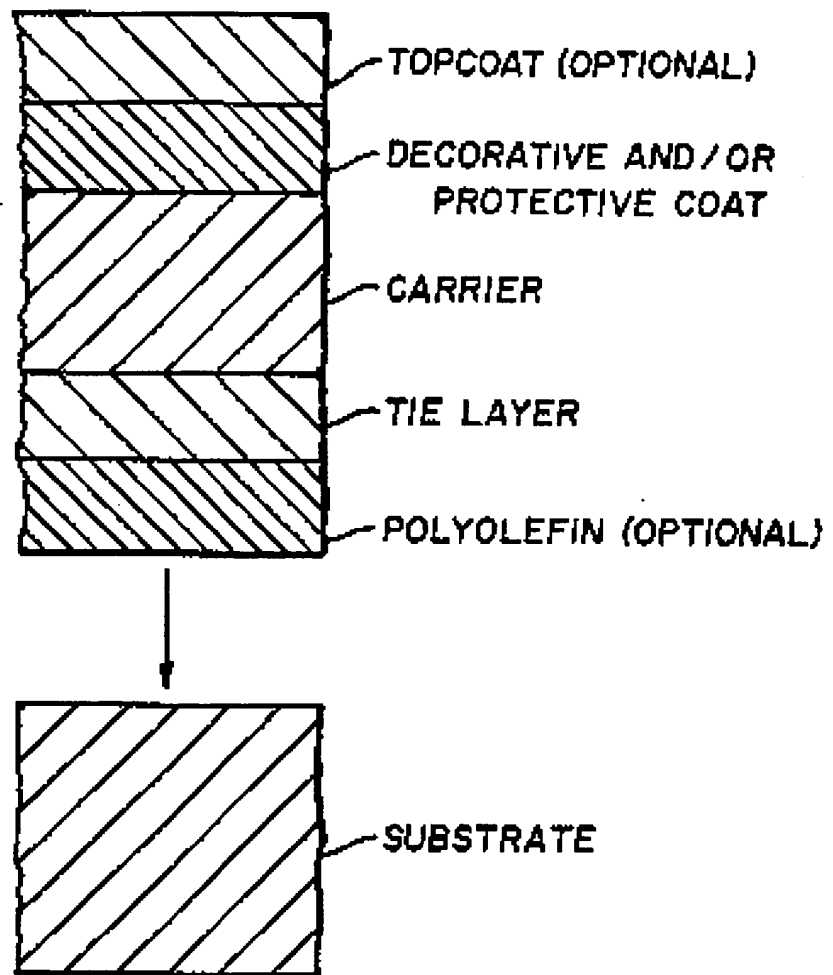 TOPCOAT (OPTIONAL)
DECORATIVE AND/OR
PROTECTIVE COAT
CARRIER
TIE LAYER
POLYOLEFIN (OPTIONAL)
SUBSTRATE